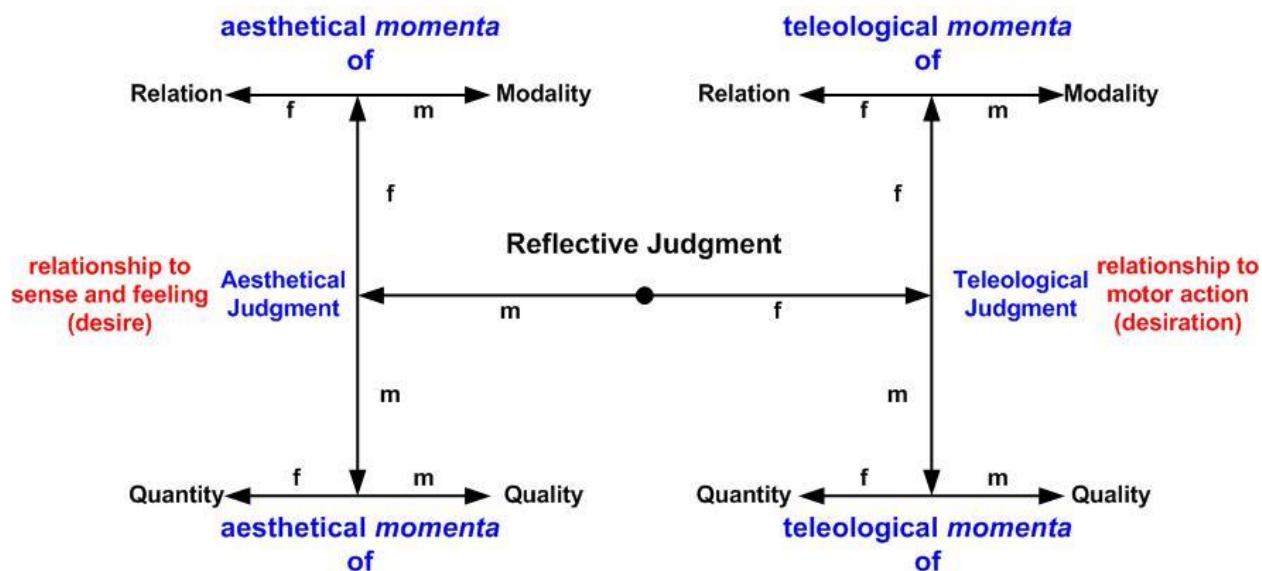 aesthetical momenta
of
teleological momenta
of
Relation
f
m
Modality
Relation
f
m
Modality
f
f
Reflective Judgment
relationship to
sense and feeling
(desire)
Aesthetical
Judgment
m
f
Teleological
Judgment
relationship to
motor action
(desiration)
m
m
Quantity
f
m
Quality
Quantity
f
m
Quality
aesthetical momenta
of
teleological momenta
of